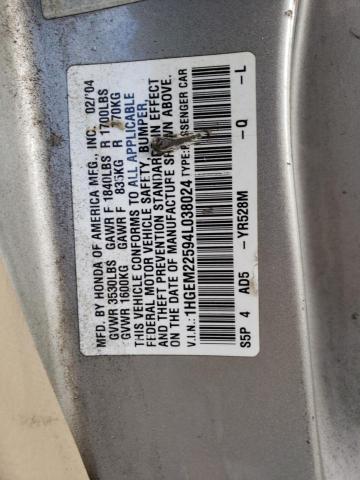 MFD. BY HONDA OF AMERICA MFG., INC. 02/'04
GVWR 3530LBS GAWR F 1840LBS R 1700LBS
GVWR 1600KG GAWR F 835KG R 770KG
THIS VEHICLE CONFORMS TO ALL APPLICABLE
FEDERAL MOTOR VEHICLE SAFETY, BUMPER,
AND THEFT PREVENTION STANDARDS IN EFFECT
ON THE DATE OF MANUFACTURE SHOWN ABOVE.
V.I.N.: 1HGEM22594L038024 TYPE: PASSENGER CAR
S5P 4 AD5 -YR528M -Q -L